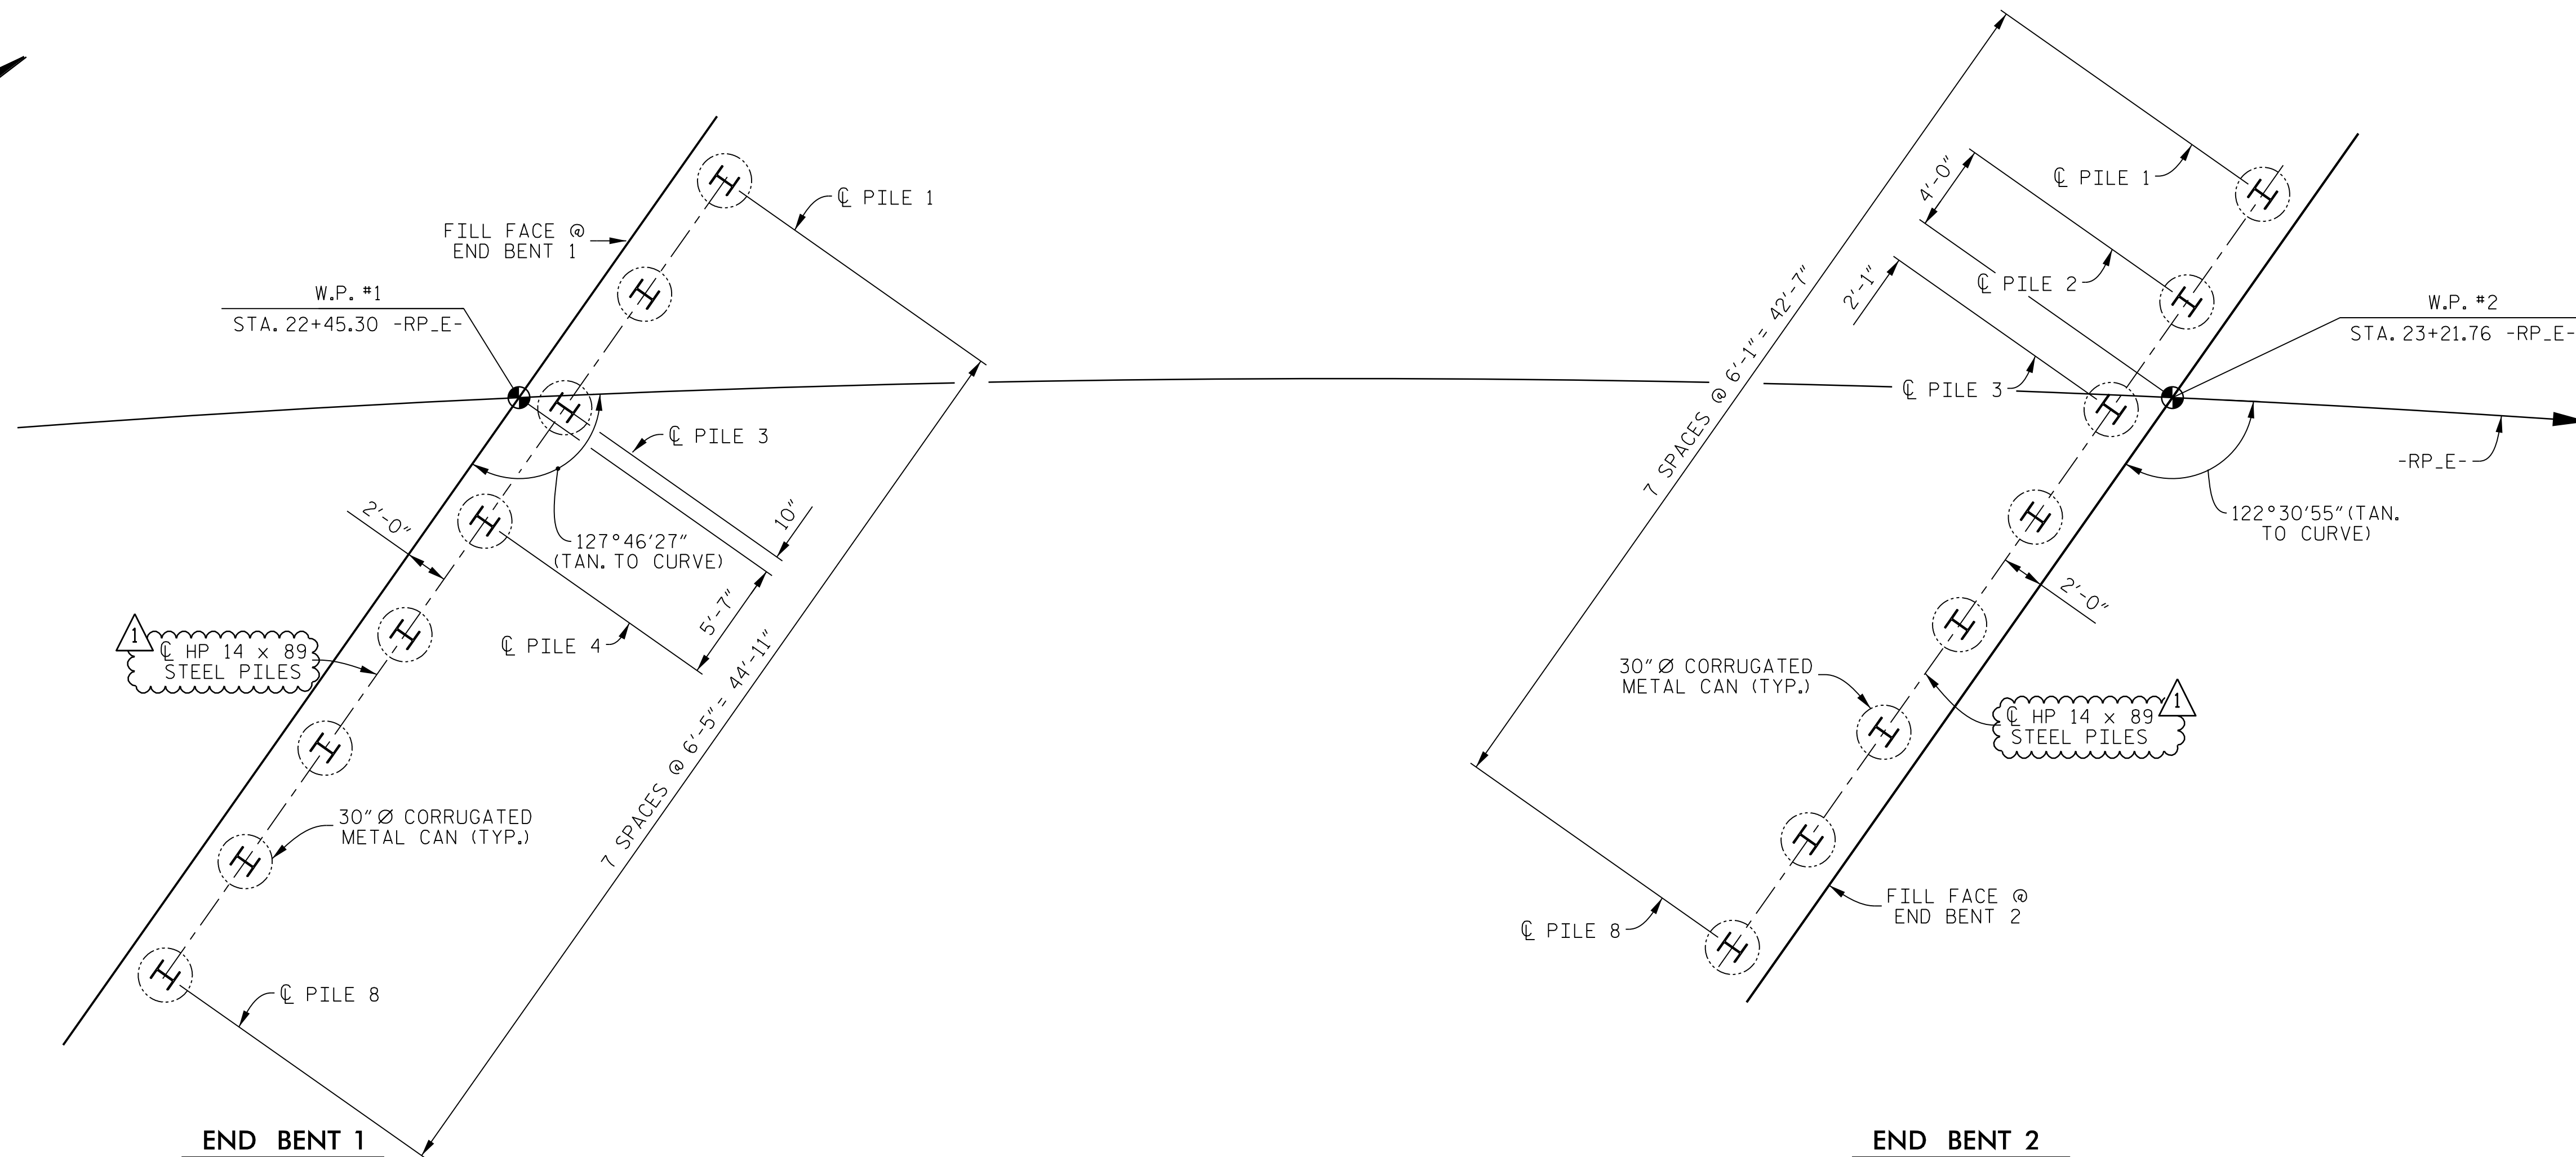 FILL FACE @
END BENT 1
W.P. #1
STA. 22+45.30 -RP_E-
℄ PILE 1
℄ PILE 3
10"
2'-0"
127°46'27"
(TAN. TO CURVE)
5'-7"
℄ PILE 4
7 SPACES @ 6'-5" = 44'-11"
1
℄ HP 14 x 89
STEEL PILES
30"Ø CORRUGATED
METAL CAN (TYP.)
℄ PILE 8
END BENT 1
℄ PILE 1
4'-0"
℄ PILE 2
2'-1"
℄ PILE 3
7 SPACES @ 6'-1" = 42'-7"
W.P. #2
STA. 23+21.76 -RP_E-
-RP_E-
122°30'55" (TAN.
TO CURVE)
2'-0"
30"Ø CORRUGATED
METAL CAN (TYP.)
1
℄ HP 14 x 89
STEEL PILES
FILL FACE @
END BENT 2
℄ PILE 8
END BENT 2